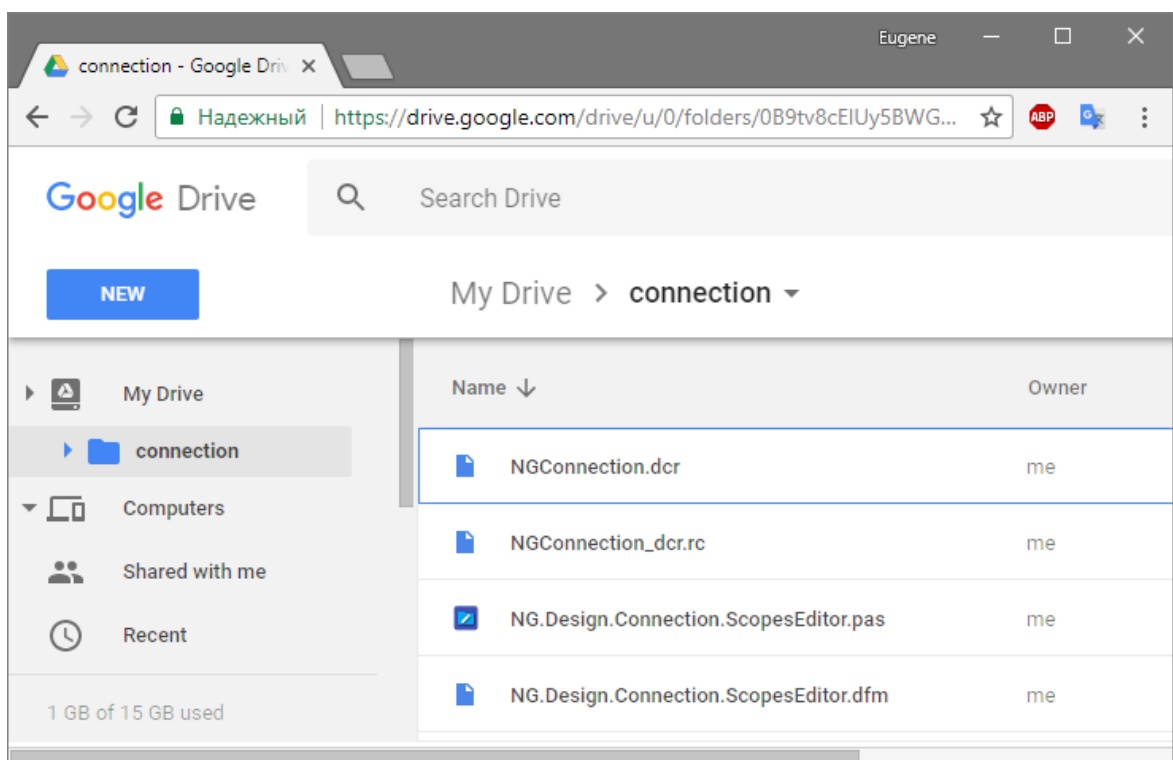 Eugene
connection - Google Driv
Надежный | https://drive.google.com/drive/u/0/folders/0B9tv8cEIUy5BWG...
ABP
G
Google Drive
Search Drive
NEW
My Drive > connection
My Drive
connection
Computers
Shared with me
Recent
1 GB of 15 GB used
Name Owner
NGConnection.dcr me
NGConnection_dcr.rc me
NG.Design.Connection.ScopesEditor.pas me
NG.Design.Connection.ScopesEditor.dfm me